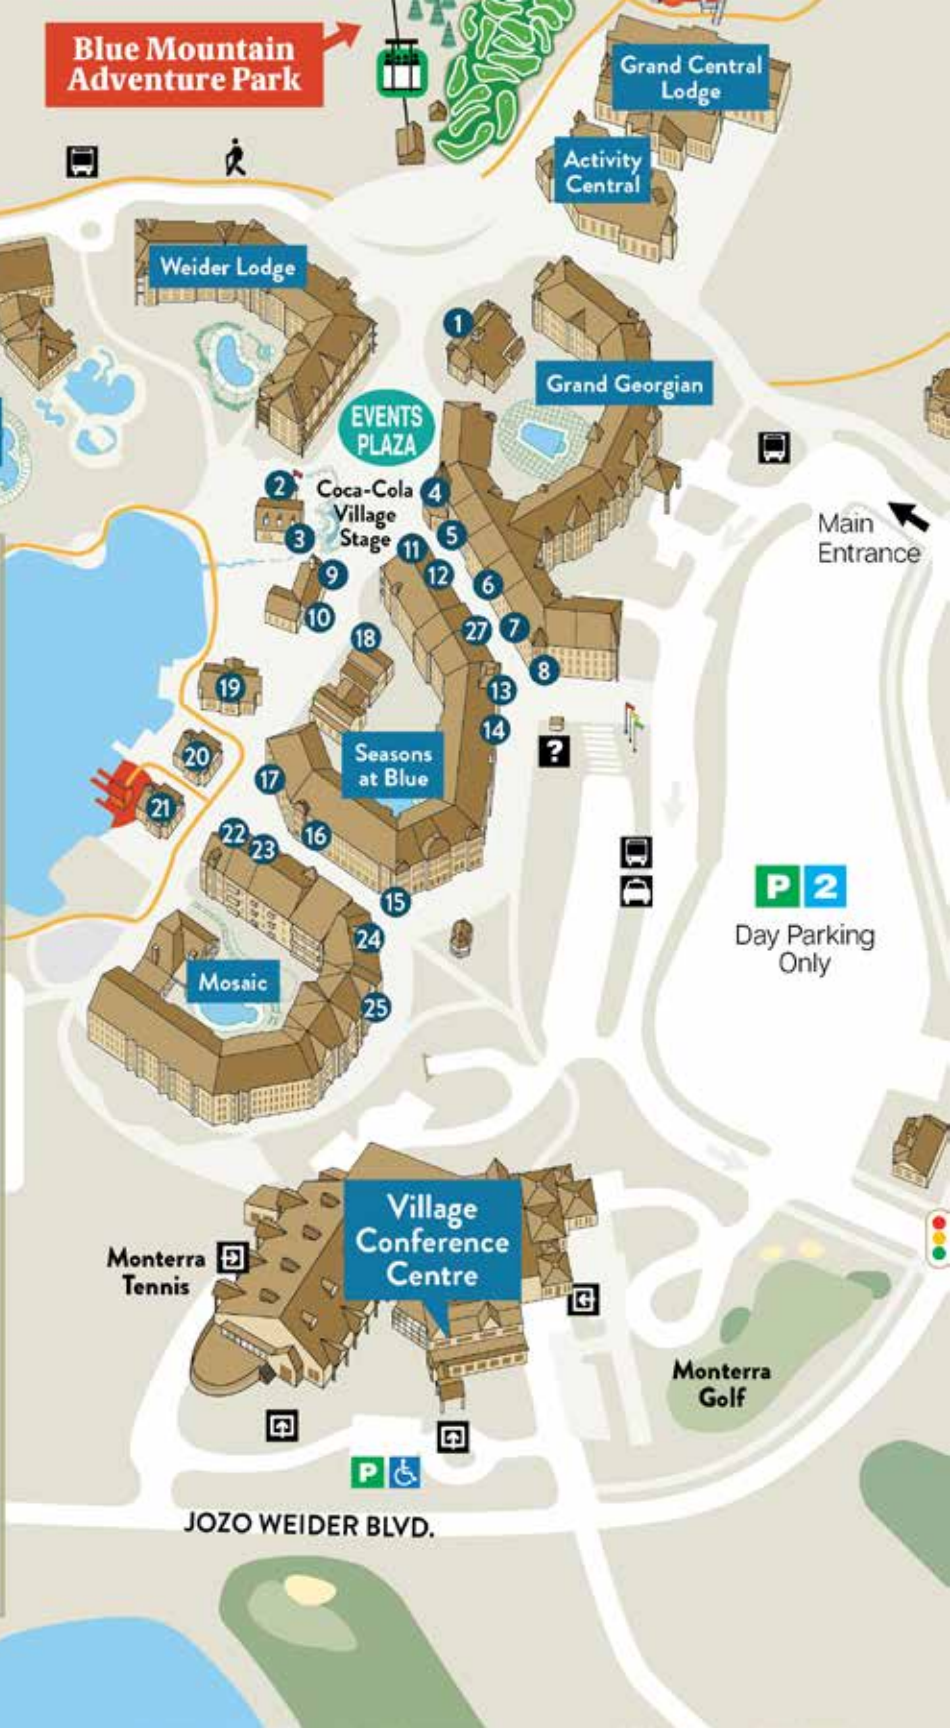 Blue Mountain
Adventure Park
Grand Central
Lodge
Activity
Central
Weider Lodge
1
Grand Georgian
EVENTS
PLAZA
2
Coca-Cola
Village
Stage
3
4
5
Main
Entrance
11
9
12
6
10
18
27
7
8
19
13
14
?
20
Seasons
at Blue
17
21
22
23
16
P 2
Day Parking
Only
15
24
Mosaic
25
Village
Conference
Centre
Monterra
Tennis
Monterra
Golf
P
JOZO WEIDER BLVD.